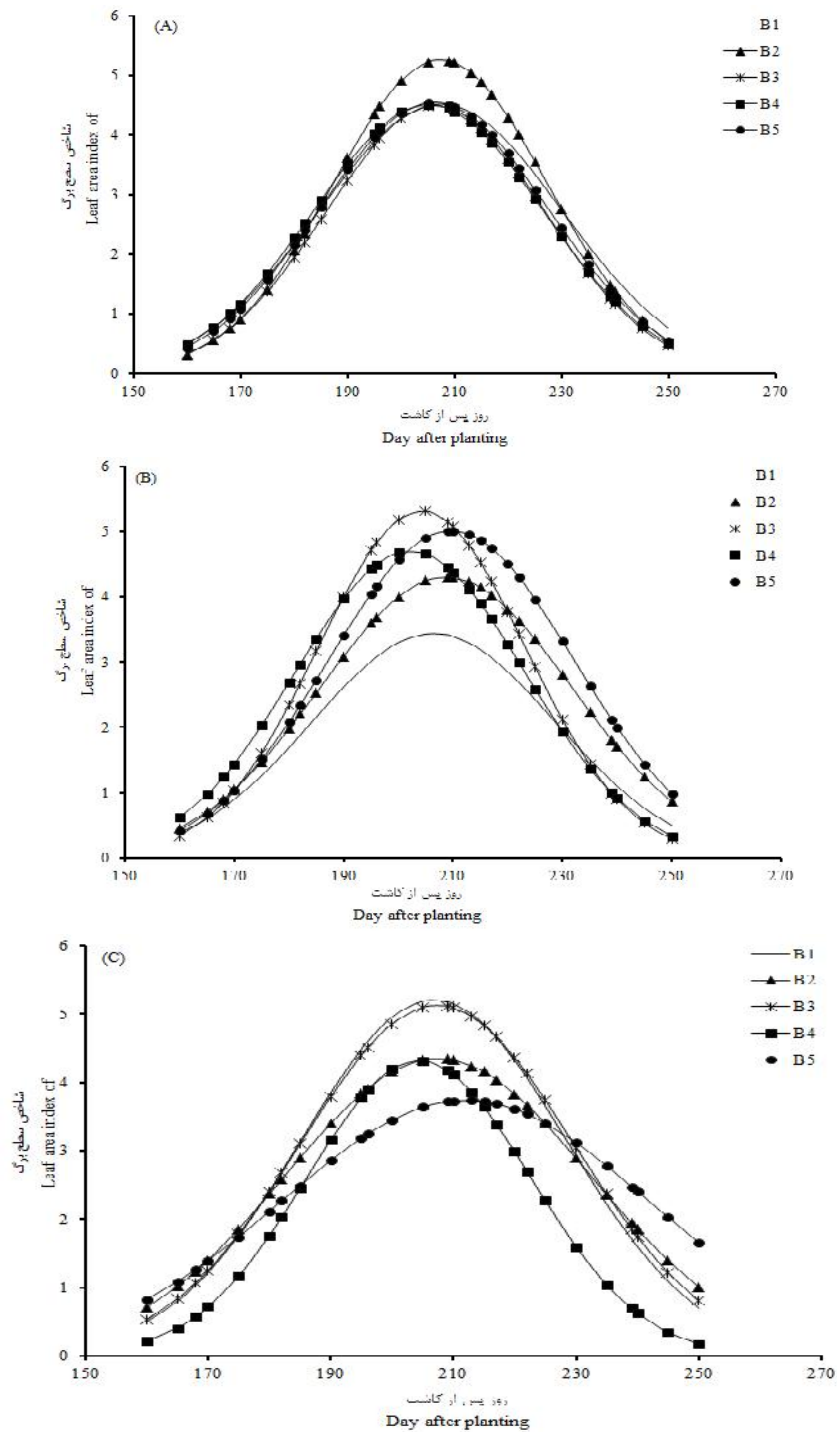 (A)
B1
B2
B3
B4
B5
6
5
4
3
2
1
0
شاخص سطح برگ
Leaf area index of
150 170 190 210 230 250 270
روز پس از کاشت
Day after planting
(B)
B1
B2
B3
B4
B5
6
5
4
3
2
1
0
شاخص سطح برگ
Leaf area index of
150 170 190 210 230 250 270
روز پس از کاشت
Day after planting
(C)
B1
B2
B3
B4
B5
6
5
4
3
2
1
0
شاخص سطح برگ
Leaf area index of
150 170 190 210 230 250 270
روز پس از کاشت
Day after planting